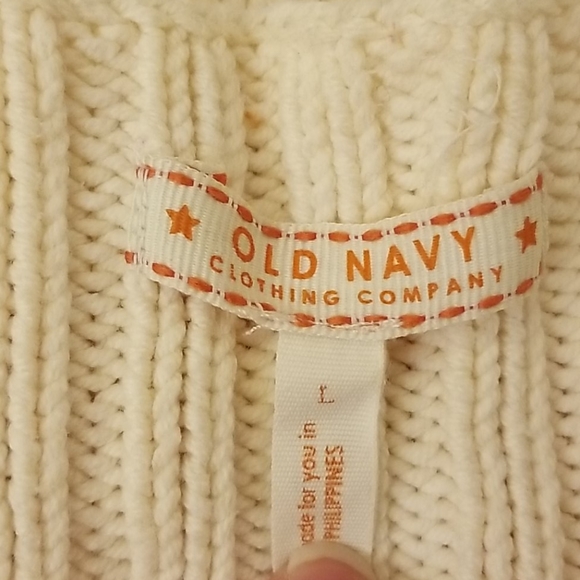 OLD NAVY
CLOTHING COMPANY
L
ade for you in
PHILIPPINES